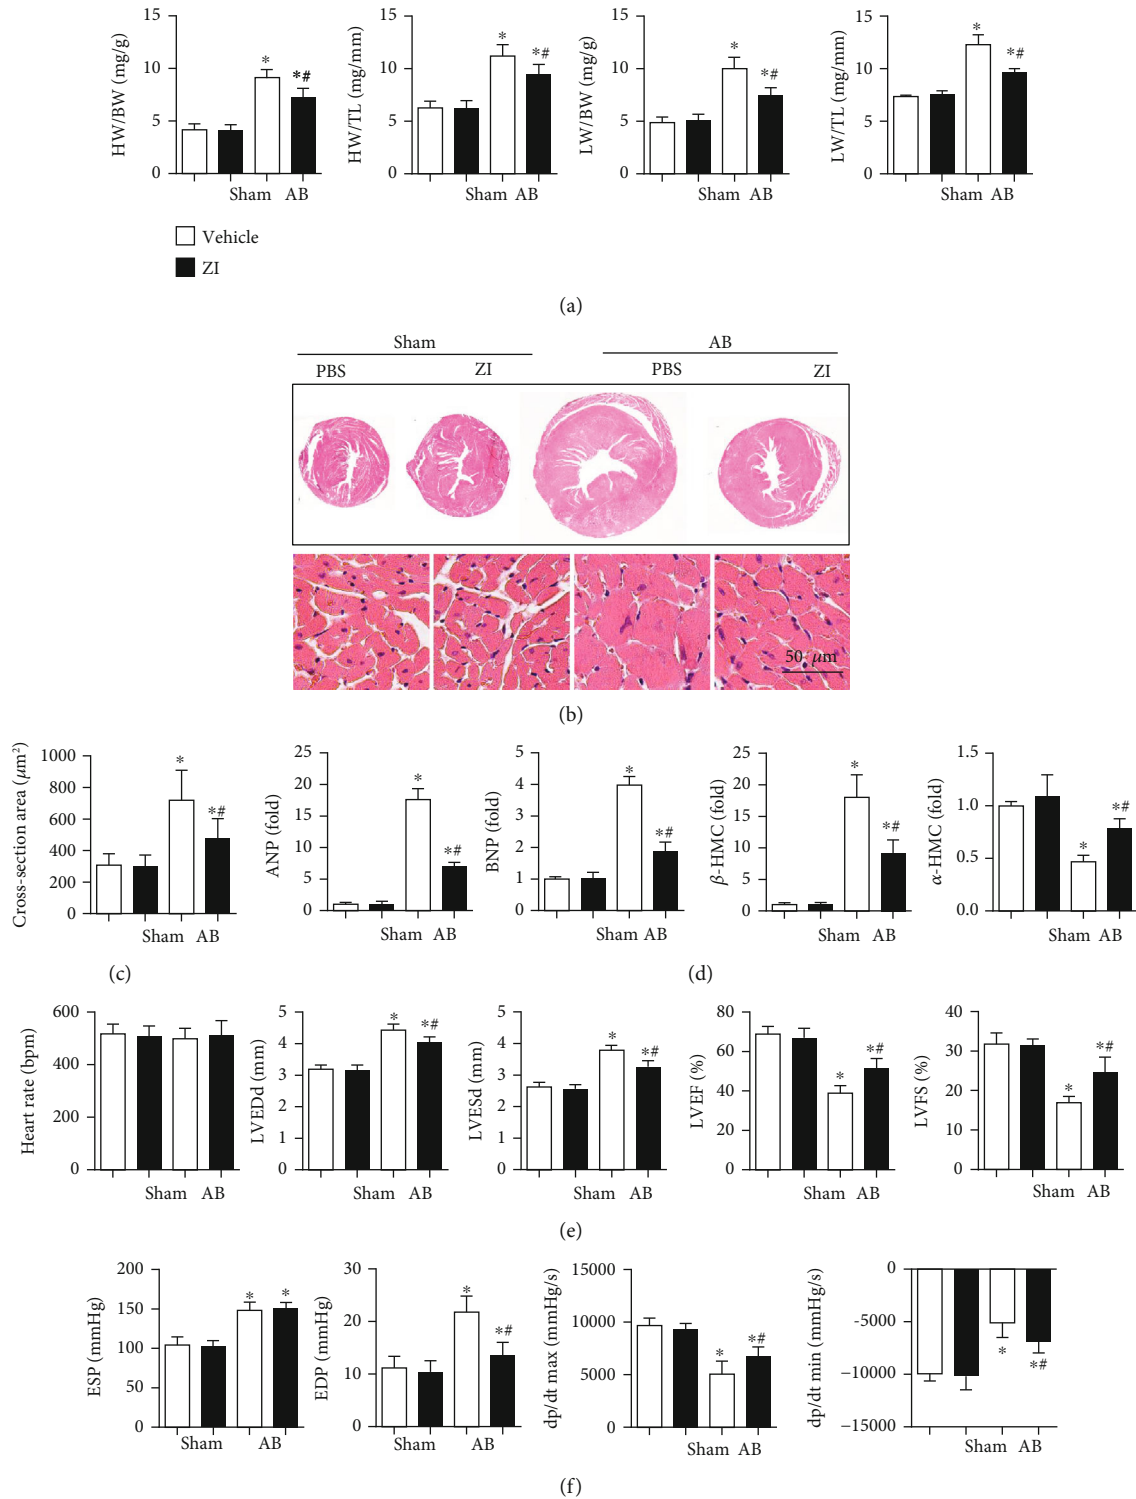 15
10
5
0
HW/BW (mg/g)
*
*#
Sham AB
15
10
5
0
HW/TL (mg/mm)
*
*#
Sham AB
15
10
5
0
LW/BW (mg/g)
*
*#
Sham AB
15
10
5
0
LW/TL (mg/mm)
*
*#
Sham AB
Vehicle
ZI
(a)
Sham AB
PBS ZI PBS ZI
50 μm
(b)
1000
800
600
400
200
0
Cross-section area (μm²)
*
*#
Sham AB
(c)
25
20
15
10
5
0
ANP (fold)
*
*#
Sham AB
5
4
3
2
1
0
BNP (fold)
*
*#
Sham AB
25
20
15
10
5
0
β-HMC (fold)
*
*#
Sham AB
1.5
1.0
0.5
0.0
α-HMC (fold)
*
*#
Sham AB
(d)
600
400
200
0
Heart rate (bpm)
Sham AB
5
4
3
2
1
0
LVEDd (mm)
*
*#
Sham AB
5
4
3
2
1
0
LVESd (mm)
*
*#
Sham AB
80
60
40
20
0
LVEF (%)
*
*#
Sham AB
40
30
20
10
0
LVFS (%)
*
*#
Sham AB
(e)
200
150
100
50
0
ESP (mmHg)
*
*
Sham AB
30
20
10
0
EDP (mmHg)
*
*#
Sham AB
15000
10000
5000
0
dp/dt max (mmHg/s)
*
*#
Sham AB
0
−5000
−10000
−15000
dp/dt min (mmHg/s)
*
*#
Sham AB
(f)